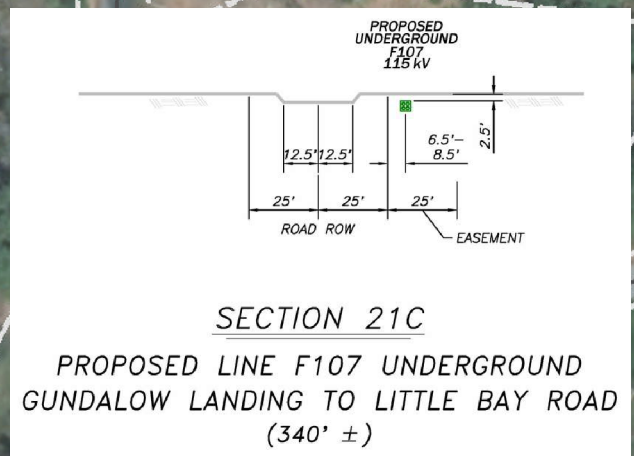 PROPOSED
UNDERGROUND
F107
115 kV
12.5' 12.5'
6.5'–
8.5'
2.5'
25' 25' 25'
ROAD ROW
EASEMENT
SECTION 21C
PROPOSED LINE F107 UNDERGROUND
GUNDALOW LANDING TO LITTLE BAY ROAD
(340' ±)